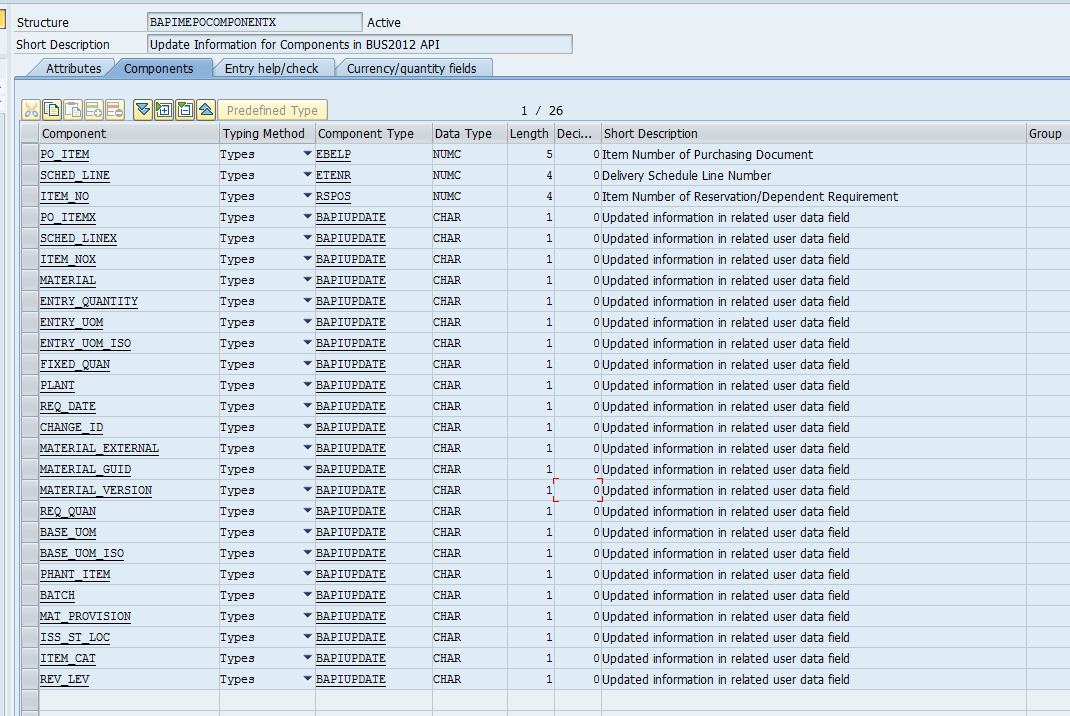 Structure BAPIMEPOCOMPONENTX Active
Short Description Update Information for Components in BUS2012 API
Attributes Components Entry help/check Currency/quantity fields
Predefined Type 1 / 26
Component Typing Method Component Type Data Type Length Deci... Short Description Group
PO_ITEM Types EBELP NUMC 5 0 Item Number of Purchasing Document
SCHED_LINE Types ETENR NUMC 4 0 Delivery Schedule Line Number
ITEM_NO Types RSPOS NUMC 4 0 Item Number of Reservation/Dependent Requirement
PO_ITEMX Types BAPIUPDATE CHAR 1 0 Updated information in related user data field
SCHED_LINEX Types BAPIUPDATE CHAR 1 0 Updated information in related user data field
ITEM_NOX Types BAPIUPDATE CHAR 1 0 Updated information in related user data field
MATERIAL Types BAPIUPDATE CHAR 1 0 Updated information in related user data field
ENTRY_QUANTITY Types BAPIUPDATE CHAR 1 0 Updated information in related user data field
ENTRY_UOM Types BAPIUPDATE CHAR 1 0 Updated information in related user data field
ENTRY_UOM_ISO Types BAPIUPDATE CHAR 1 0 Updated information in related user data field
FIXED_QUAN Types BAPIUPDATE CHAR 1 0 Updated information in related user data field
PLANT Types BAPIUPDATE CHAR 1 0 Updated information in related user data field
REQ_DATE Types BAPIUPDATE CHAR 1 0 Updated information in related user data field
CHANGE_ID Types BAPIUPDATE CHAR 1 0 Updated information in related user data field
MATERIAL_EXTERNAL Types BAPIUPDATE CHAR 1 0 Updated information in related user data field
MATERIAL_GUID Types BAPIUPDATE CHAR 1 0 Updated information in related user data field
MATERIAL_VERSION Types BAPIUPDATE CHAR 1 0 Updated information in related user data field
REQ_QUAN Types BAPIUPDATE CHAR 1 0 Updated information in related user data field
BASE_UOM Types BAPIUPDATE CHAR 1 0 Updated information in related user data field
BASE_UOM_ISO Types BAPIUPDATE CHAR 1 0 Updated information in related user data field
PHANT_ITEM Types BAPIUPDATE CHAR 1 0 Updated information in related user data field
BATCH Types BAPIUPDATE CHAR 1 0 Updated information in related user data field
MAT_PROVISION Types BAPIUPDATE CHAR 1 0 Updated information in related user data field
ISS_ST_LOC Types BAPIUPDATE CHAR 1 0 Updated information in related user data field
ITEM_CAT Types BAPIUPDATE CHAR 1 0 Updated information in related user data field
REV_LEV Types BAPIUPDATE CHAR 1 0 Updated information in related user data field